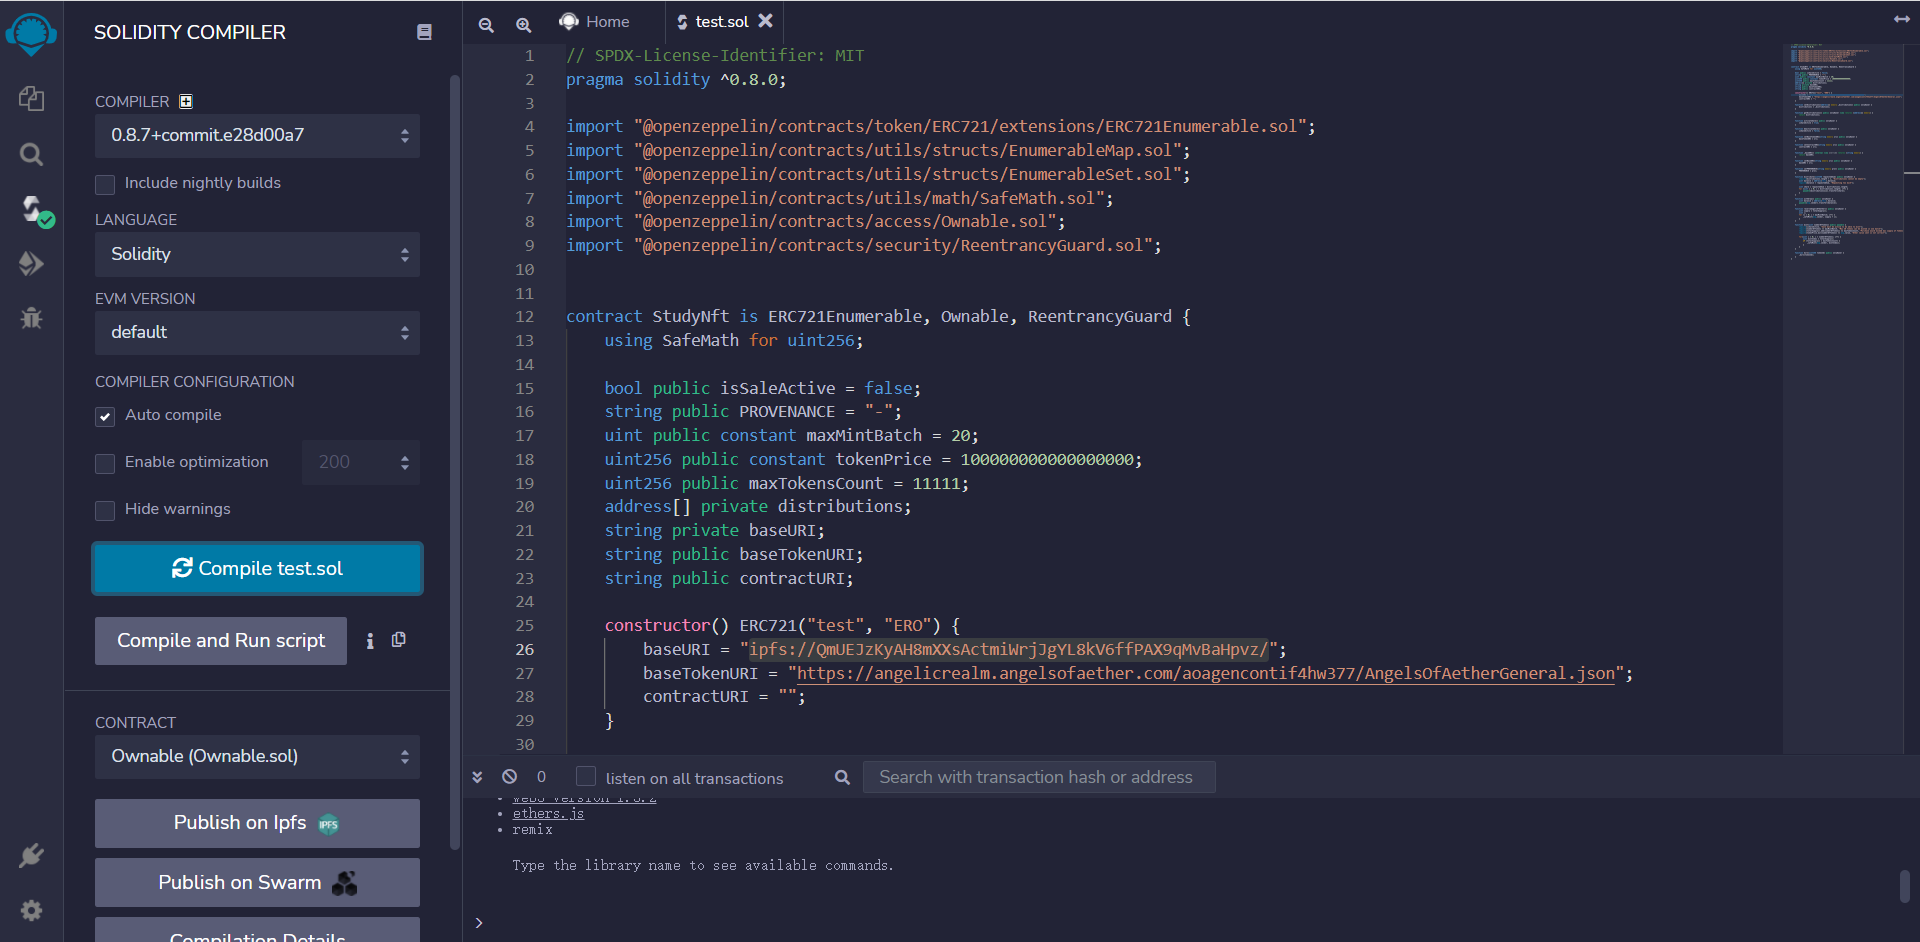 SOLIDITY COMPILER
COMPILER
0.8.7+commit.e28d00a7
Include nightly builds
LANGUAGE
Solidity
EVM VERSION
default
COMPILER CONFIGURATION
Auto compile
Enable optimization
200
Hide warnings
Compile test.sol
Compile and Run script
CONTRACT
Ownable (Ownable.sol)
Publish on Ipfs
IPFS
Publish on Swarm
Compilation Details
Home
test.sol
1 // SPDX-License-Identifier: MIT
2 pragma solidity ^0.8.0;
3
4 import "@openzeppelin/contracts/token/ERC721/extensions/ERC721Enumerable.sol";
5 import "@openzeppelin/contracts/utils/structs/EnumerableMap.sol";
6 import "@openzeppelin/contracts/utils/structs/EnumerableSet.sol";
7 import "@openzeppelin/contracts/utils/math/SafeMath.sol";
8 import "@openzeppelin/contracts/access/Ownable.sol";
9 import "@openzeppelin/contracts/security/ReentrancyGuard.sol";
10
11
12 contract StudyNft is ERC721Enumerable, Ownable, ReentrancyGuard {
13 using SafeMath for uint256;
14
15 bool public isSaleActive = false;
16 string public PROVENANCE = "-";
17 uint public constant maxMintBatch = 20;
18 uint256 public constant tokenPrice = 100000000000000000;
19 uint256 public maxTokensCount = 11111;
20 address[] private distributions;
21 string private baseURI;
22 string public baseTokenURI;
23 string public contractURI;
24
25 constructor() ERC721("test", "ERO") {
26 baseURI = "ipfs://QmUEJzKyAH8mXXsActmiWrjJgYL8kV6ffPAX9qMvBaHpvz/";
27 baseTokenURI = "https://angelicrealm.angelsofaether.com/aoagencontif4hw377/AngelsOfAetherGeneral.json";
28 contractURI = "";
29 }
30
0
listen on all transactions
Search with transaction hash or address
web3 version 1.5.2
ethers.js
remix
Type the library name to see available commands.
>